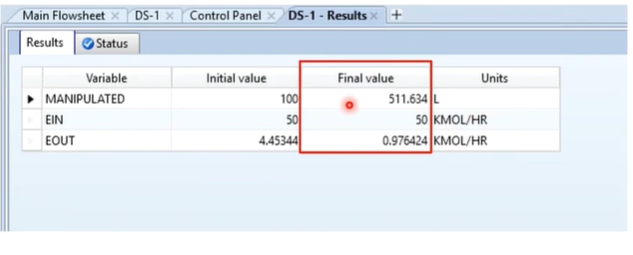 Main Flowsheet × DS-1 × Control Panel × DS-1 - Results × +
Results Status
Variable Initial value Final value Units
MANIPULATED 100 511.634 L
EIN 50 50 KMOL/HR
EOUT 4.45344 0.976424 KMOL/HR